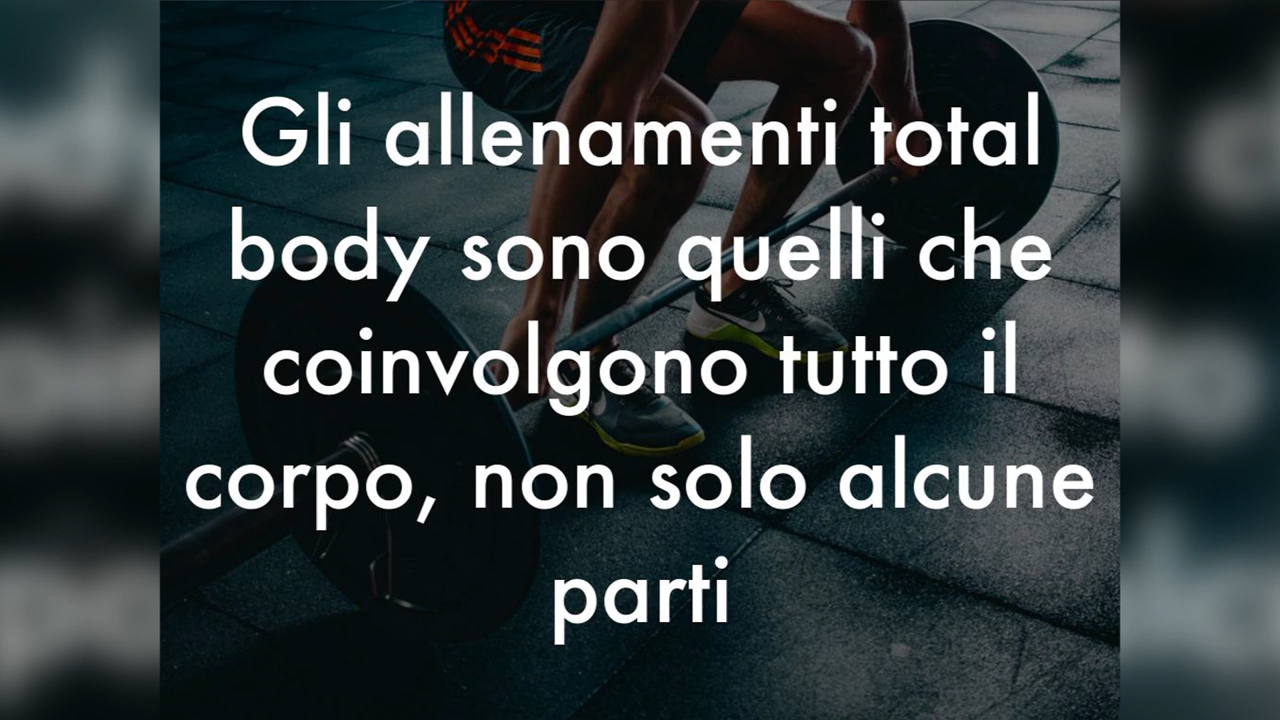 Gli allenamenti total
body sono quelli che
coinvolgono tutto il
corpo, non solo alcune
parti